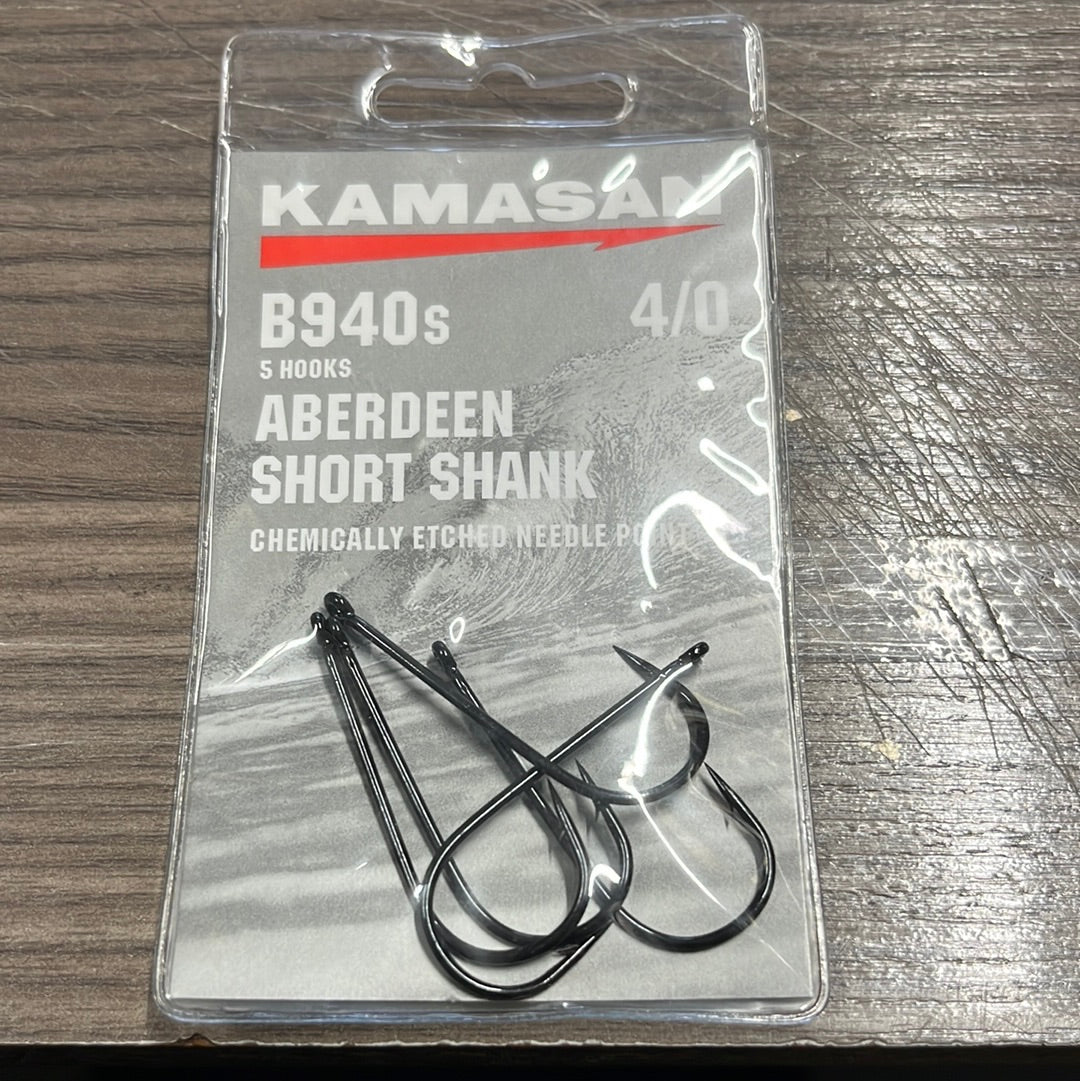 KAMASAN
B940s 4/0
5 HOOKS
ABERDEEN
SHORT SHANK
CHEMICALLY ETCHED NEEDLE POINT